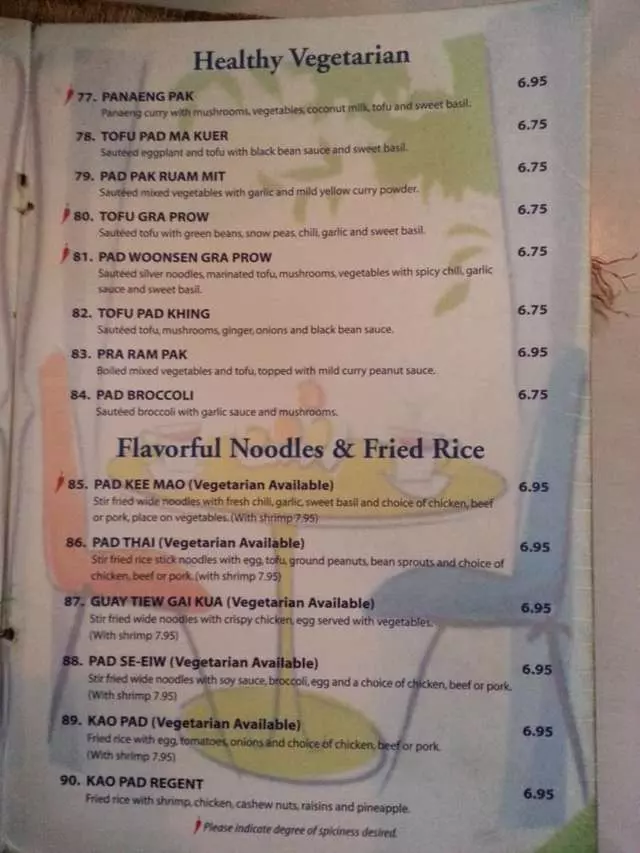 Healthy Vegetarian
77. PANAENG PAK 6.95
Panaeng curry with mushrooms, vegetables, coconut milk, tofu and sweet basil.
78. TOFU PAD MA KUER 6.75
Sautéed eggplant and tofu with black bean sauce and sweet basil.
79. PAD PAK RUAM MIT 6.75
Sautéed mixed vegetables with garlic and mild yellow curry powder.
80. TOFU GRA PROW 6.75
Sautéed tofu with green beans, snow peas, chili, garlic and sweet basil.
81. PAD WOONSEN GRA PROW 6.75
Sautéed silver noodles, marinated tofu, mushrooms, vegetables with spicy chili, garlic
sauce and sweet basil.
82. TOFU PAD KHING 6.75
Sautéed tofu, mushrooms, ginger, onions and black bean sauce.
83. PRA RAM PAK 6.95
Boiled mixed vegetables and tofu, topped with mild curry peanut sauce.
84. PAD BROCCOLI 6.75
Sautéed broccoli with garlic sauce and mushrooms.
Flavorful Noodles & Fried Rice
85. PAD KEE MAO (Vegetarian Available) 6.95
Stir fried wide noodles with fresh chili, garlic, sweet basil and choice of chicken, beef
or pork, place on vegetables. (With shrimp 7.95)
86. PAD THAI (Vegetarian Available) 6.95
Stir fried rice stick noodles with egg, tofu, ground peanuts, bean sprouts and choice of
chicken, beef or pork. (with shrimp 7.95)
87. GUAY TIEW GAI KUA (Vegetarian Available) 6.95
Stir fried wide noodles with crispy chicken, egg served with vegetables.
(With shrimp 7.95)
88. PAD SE-EIW (Vegetarian Available) 6.95
Stir fried wide noodles with soy sauce, broccoli, egg and a choice of chicken, beef or pork.
(With shrimp 7.95)
89. KAO PAD (Vegetarian Available) 6.95
Fried rice with egg, tomatoes, onions and choice of chicken, beef or pork.
(With shrimp 7.95)
90. KAO PAD REGENT 6.95
Fried rice with shrimp, chicken, cashew nuts, raisins and pineapple.
Please indicate degree of spiciness desired.